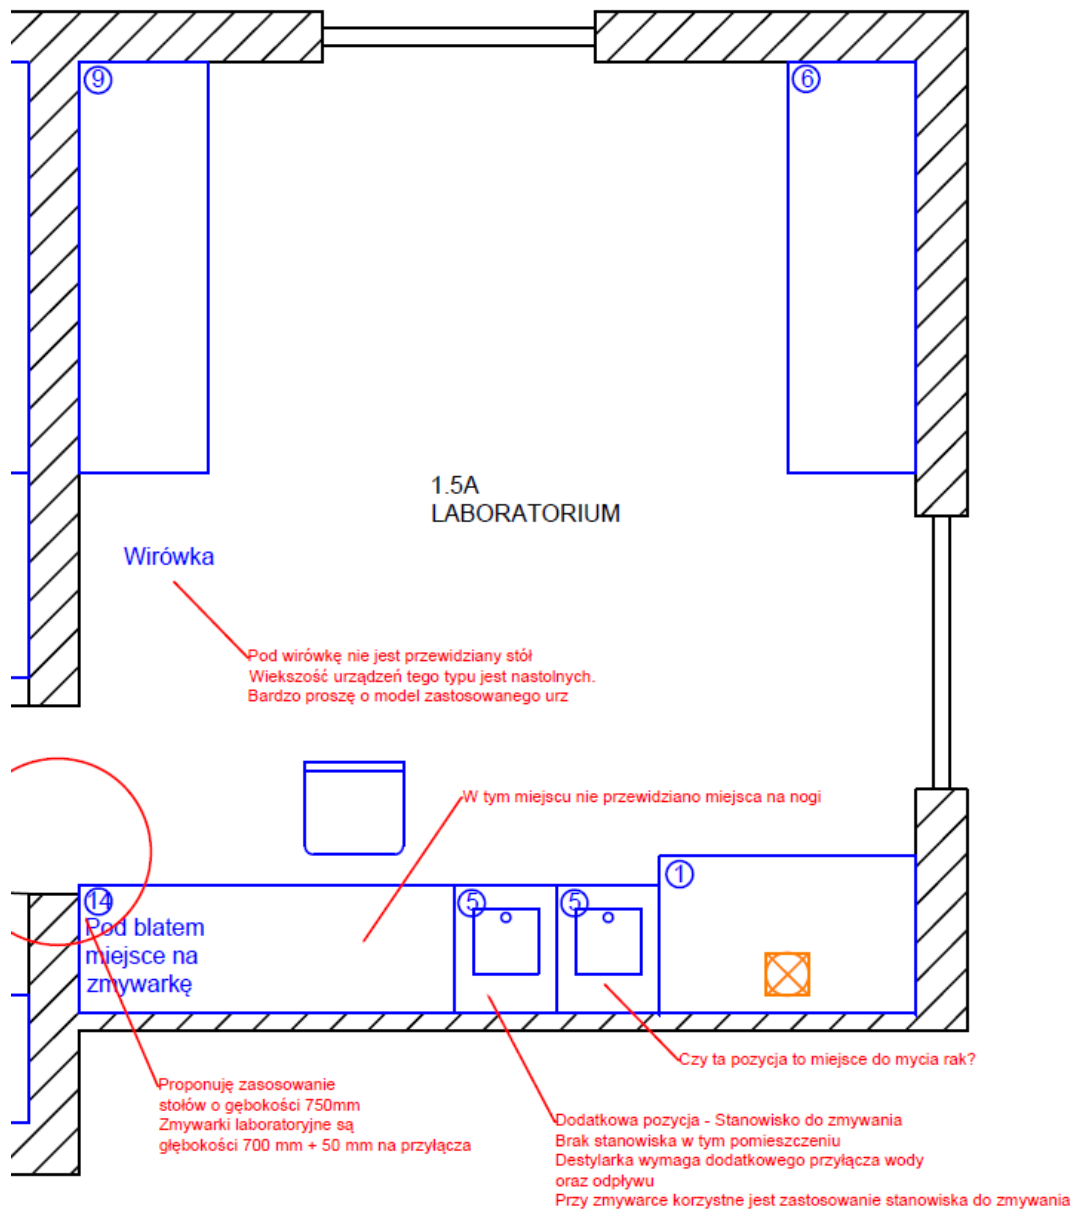 9
6
1.5A
LABORATORIUM
Wirówka
Pod wirówkę nie jest przewidziany stół
Wiekszość urządzeń tego typu jest nastolnych.
Bardzo proszę o model zastosowanego urz
W tym miejscu nie przewidziano miejsca na nogi
1
14
5
5
Pod blatem
miejsce na
zmywarkę
Czy ta pozycja to miejsce do mycia rak?
Proponuję zasosowanie
stołów o gębokości 750mm
Zmywarki laboratoryjne są
głębokości 700 mm + 50 mm na przyłącza
Dodatkowa pozycja - Stanowisko do zmywania
Brak stanowiska w tym pomieszczeniu
Destylarka wymaga dodatkowego przyłącza wody
oraz odpływu
Przy zmywarce korzystne jest zastosowanie stanowiska do zmywania